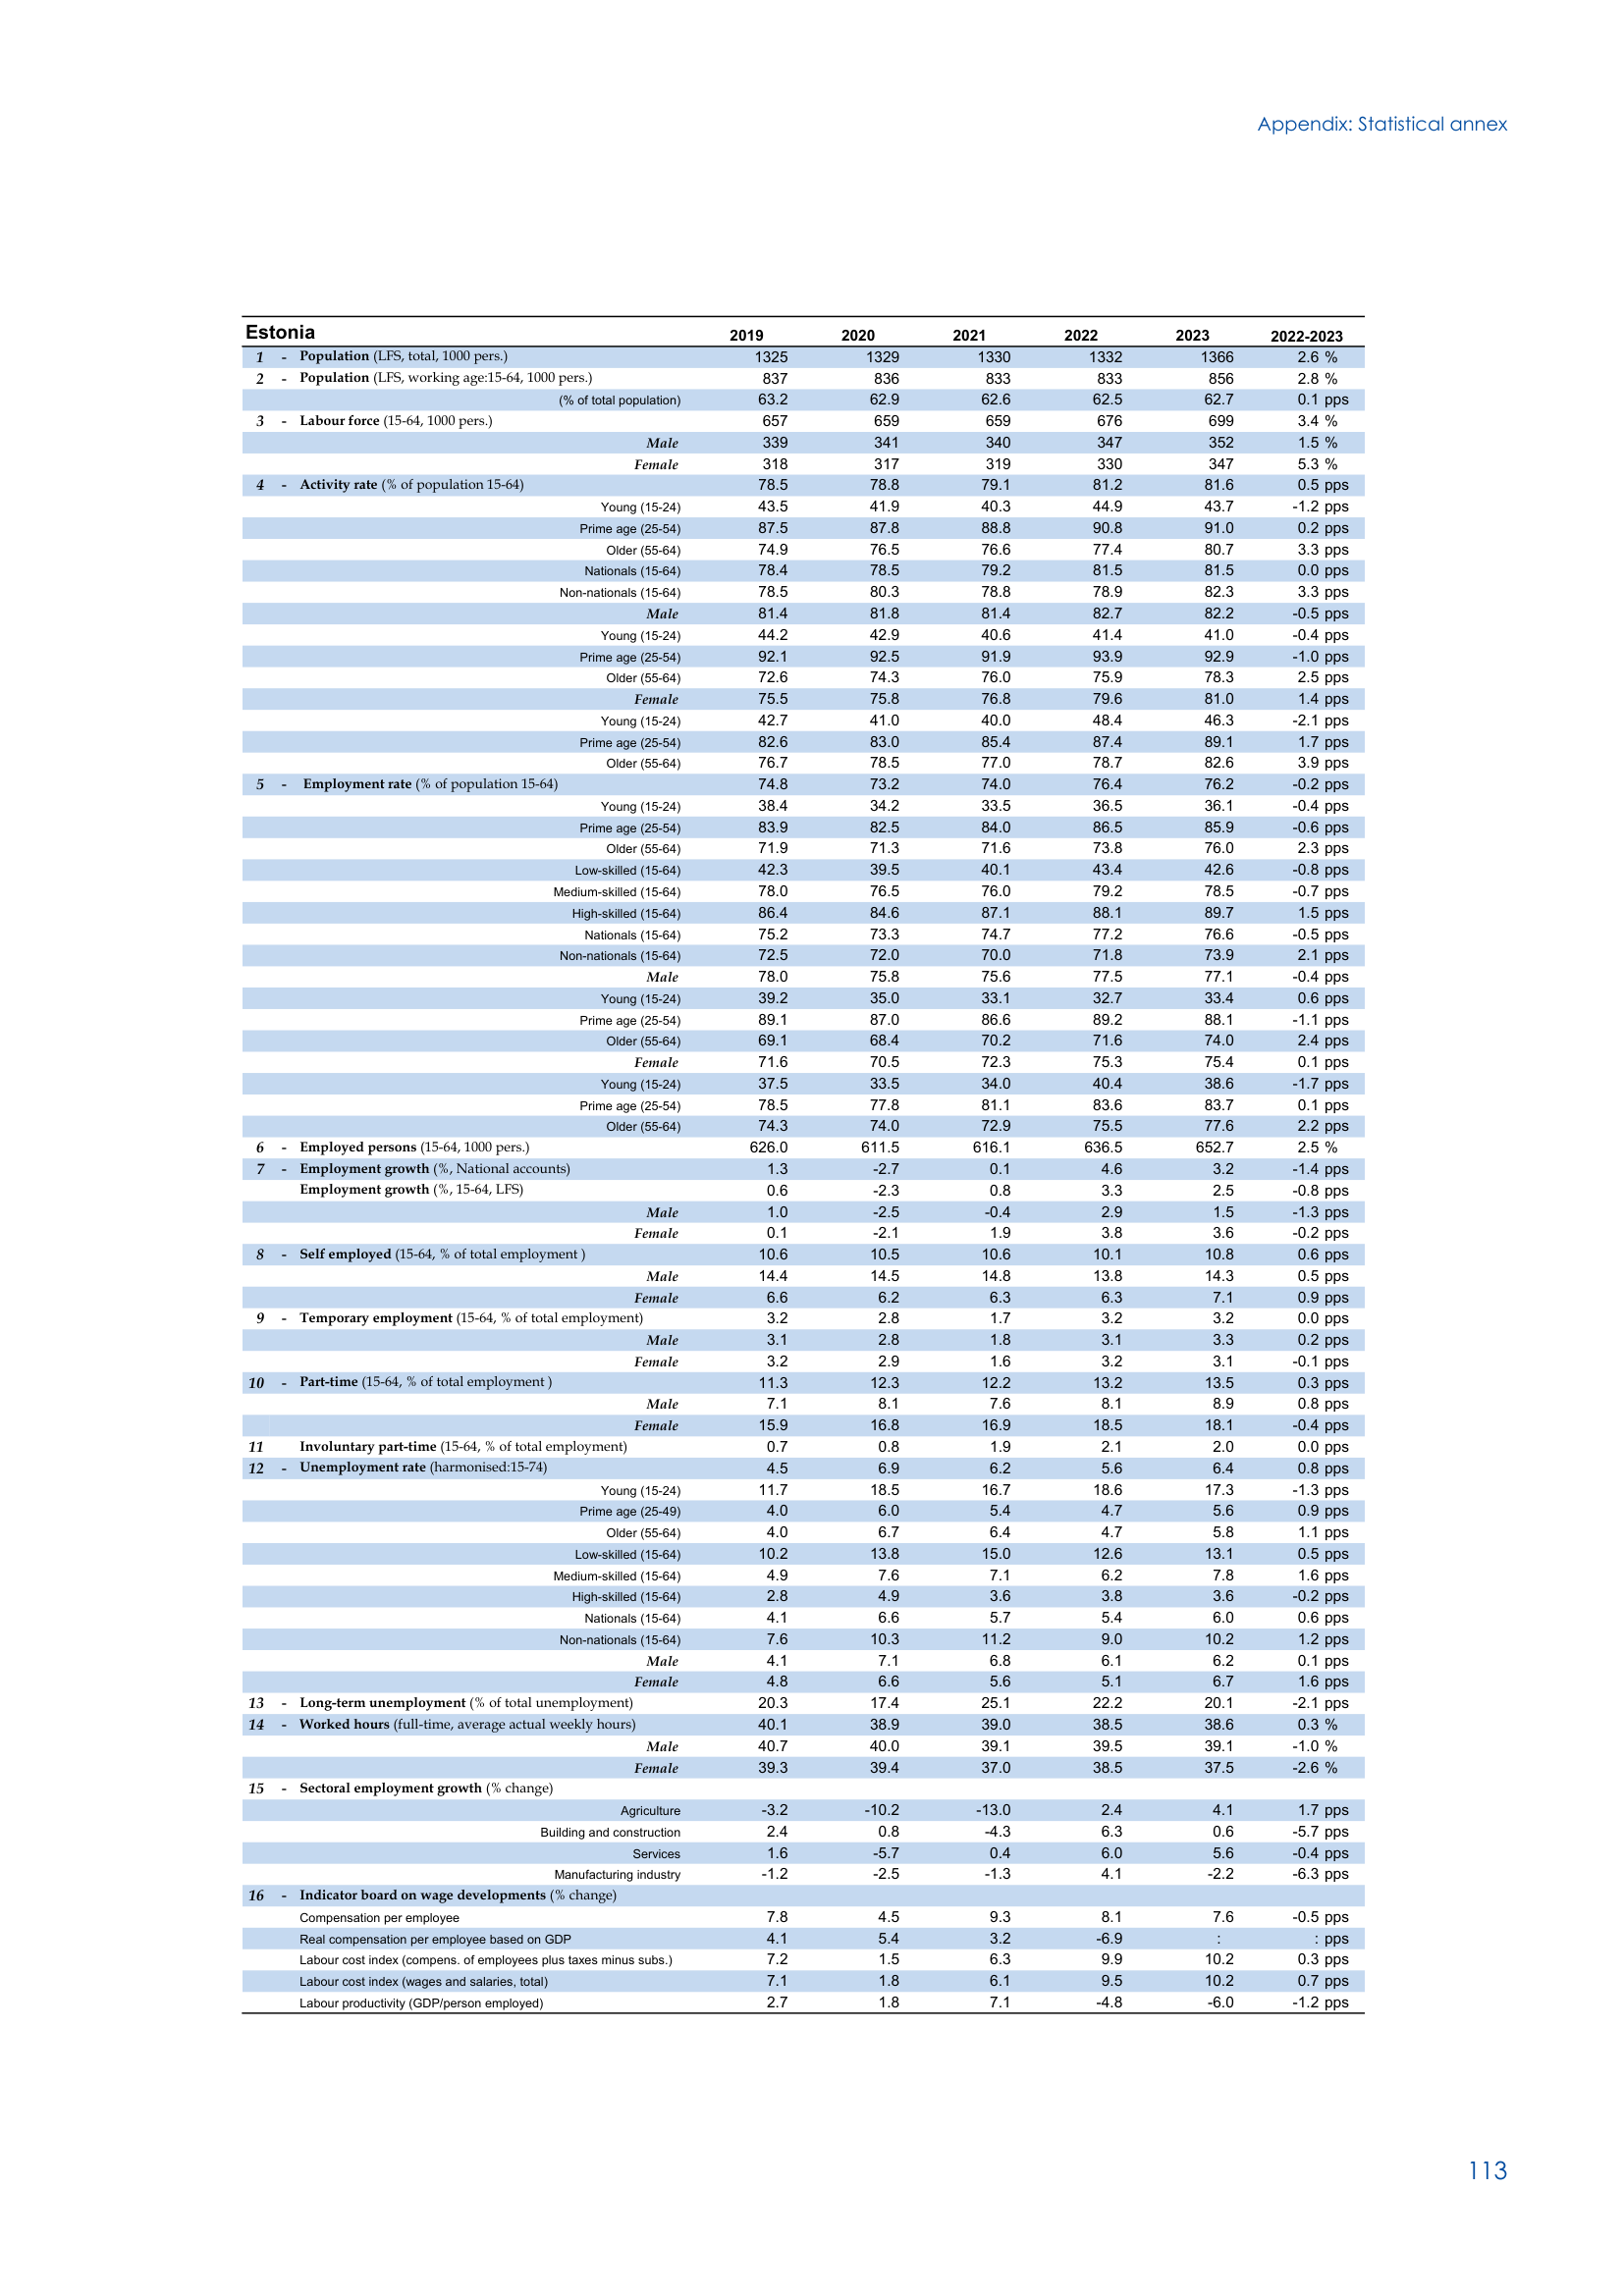 Appendix: Statistical annex
Estonia 2019 2020 2021 2022 2023 2022-2023
1 - Population (LFS, total, 1000 pers.) 1325 1329 1330 1332 1366 2.6 %
2 - Population (LFS, working age:15-64, 1000 pers.) 837 836 833 833 856 2.8 %
(% of total population) 63.2 62.9 62.6 62.5 62.7 0.1 pps
3 - Labour force (15-64, 1000 pers.) 657 659 659 676 699 3.4 %
Male 339 341 340 347 352 1.5 %
Female 318 317 319 330 347 5.3 %
4 - Activity rate (% of population 15-64) 78.5 78.8 79.1 81.2 81.6 0.5 pps
Young (15-24) 43.5 41.9 40.3 44.9 43.7 -1.2 pps
Prime age (25-54) 87.5 87.8 88.8 90.8 91.0 0.2 pps
Older (55-64) 74.9 76.5 76.6 77.4 80.7 3.3 pps
Nationals (15-64) 78.4 78.5 79.2 81.5 81.5 0.0 pps
Non-nationals (15-64) 78.5 80.3 78.8 78.9 82.3 3.3 pps
Male 81.4 81.8 81.4 82.7 82.2 -0.5 pps
Young (15-24) 44.2 42.9 40.6 41.4 41.0 -0.4 pps
Prime age (25-54) 92.1 92.5 91.9 93.9 92.9 -1.0 pps
Older (55-64) 72.6 74.3 76.0 75.9 78.3 2.5 pps
Female 75.5 75.8 76.8 79.6 81.0 1.4 pps
Young (15-24) 42.7 41.0 40.0 48.4 46.3 -2.1 pps
Prime age (25-54) 82.6 83.0 85.4 87.4 89.1 1.7 pps
Older (55-64) 76.7 78.5 77.0 78.7 82.6 3.9 pps
5 - Employment rate (% of population 15-64) 74.8 73.2 74.0 76.4 76.2 -0.2 pps
Young (15-24) 38.4 34.2 33.5 36.5 36.1 -0.4 pps
Prime age (25-54) 83.9 82.5 84.0 86.5 85.9 -0.6 pps
Older (55-64) 71.9 71.3 71.6 73.8 76.0 2.3 pps
Low-skilled (15-64) 42.3 39.5 40.1 43.4 42.6 -0.8 pps
Medium-skilled (15-64) 78.0 76.5 76.0 79.2 78.5 -0.7 pps
High-skilled (15-64) 86.4 84.6 87.1 88.1 89.7 1.5 pps
Nationals (15-64) 75.2 73.3 74.7 77.2 76.6 -0.5 pps
Non-nationals (15-64) 72.5 72.0 70.0 71.8 73.9 2.1 pps
Male 78.0 75.8 75.6 77.5 77.1 -0.4 pps
Young (15-24) 39.2 35.0 33.1 32.7 33.4 0.6 pps
Prime age (25-54) 89.1 87.0 86.6 89.2 88.1 -1.1 pps
Older (55-64) 69.1 68.4 70.2 71.6 74.0 2.4 pps
Female 71.6 70.5 72.3 75.3 75.4 0.1 pps
Young (15-24) 37.5 33.5 34.0 40.4 38.6 -1.7 pps
Prime age (25-54) 78.5 77.8 81.1 83.6 83.7 0.1 pps
Older (55-64) 74.3 74.0 72.9 75.5 77.6 2.2 pps
6 - Employed persons (15-64, 1000 pers.) 626.0 611.5 616.1 636.5 652.7 2.5 %
7 - Employment growth (%, National accounts) 1.3 -2.7 0.1 4.6 3.2 -1.4 pps
Employment growth (%, 15-64, LFS) 0.6 -2.3 0.8 3.3 2.5 -0.8 pps
Male 1.0 -2.5 -0.4 2.9 1.5 -1.3 pps
Female 0.1 -2.1 1.9 3.8 3.6 -0.2 pps
8 - Self employed (15-64, % of total employment ) 10.6 10.5 10.6 10.1 10.8 0.6 pps
Male 14.4 14.5 14.8 13.8 14.3 0.5 pps
Female 6.6 6.2 6.3 6.3 7.1 0.9 pps
9 - Temporary employment (15-64, % of total employment) 3.2 2.8 1.7 3.2 3.2 0.0 pps
Male 3.1 2.8 1.8 3.1 3.3 0.2 pps
Female 3.2 2.9 1.6 3.2 3.1 -0.1 pps
10 - Part-time (15-64, % of total employment ) 11.3 12.3 12.2 13.2 13.5 0.3 pps
Male 7.1 8.1 7.6 8.1 8.9 0.8 pps
Female 15.9 16.8 16.9 18.5 18.1 -0.4 pps
11 Involuntary part-time (15-64, % of total employment) 0.7 0.8 1.9 2.1 2.0 0.0 pps
12 - Unemployment rate (harmonised:15-74) 4.5 6.9 6.2 5.6 6.4 0.8 pps
Young (15-24) 11.7 18.5 16.7 18.6 17.3 -1.3 pps
Prime age (25-49) 4.0 6.0 5.4 4.7 5.6 0.9 pps
Older (55-64) 4.0 6.7 6.4 4.7 5.8 1.1 pps
Low-skilled (15-64) 10.2 13.8 15.0 12.6 13.1 0.5 pps
Medium-skilled (15-64) 4.9 7.6 7.1 6.2 7.8 1.6 pps
High-skilled (15-64) 2.8 4.9 3.6 3.8 3.6 -0.2 pps
Nationals (15-64) 4.1 6.6 5.7 5.4 6.0 0.6 pps
Non-nationals (15-64) 7.6 10.3 11.2 9.0 10.2 1.2 pps
Male 4.1 7.1 6.8 6.1 6.2 0.1 pps
Female 4.8 6.6 5.6 5.1 6.7 1.6 pps
13 - Long-term unemployment (% of total unemployment) 20.3 17.4 25.1 22.2 20.1 -2.1 pps
14 - Worked hours (full-time, average actual weekly hours) 40.1 38.9 39.0 38.5 38.6 0.3 %
Male 40.7 40.0 39.1 39.5 39.1 -1.0 %
Female 39.3 39.4 37.0 38.5 37.5 -2.6 %
15 - Sectoral employment growth (% change)
Agriculture -3.2 -10.2 -13.0 2.4 4.1 1.7 pps
Building and construction 2.4 0.8 -4.3 6.3 0.6 -5.7 pps
Services 1.6 -5.7 0.4 6.0 5.6 -0.4 pps
Manufacturing industry -1.2 -2.5 -1.3 4.1 -2.2 -6.3 pps
16 - Indicator board on wage developments (% change)
Compensation per employee 7.8 4.5 9.3 8.1 7.6 -0.5 pps
Real compensation per employee based on GDP 4.1 5.4 3.2 -6.9 : : pps
Labour cost index (compens. of employees plus taxes minus subs.) 7.2 1.5 6.3 9.9 10.2 0.3 pps
Labour cost index (wages and salaries, total) 7.1 1.8 6.1 9.5 10.2 0.7 pps
Labour productivity (GDP/person employed) 2.7 1.8 7.1 -4.8 -6.0 -1.2 pps
113